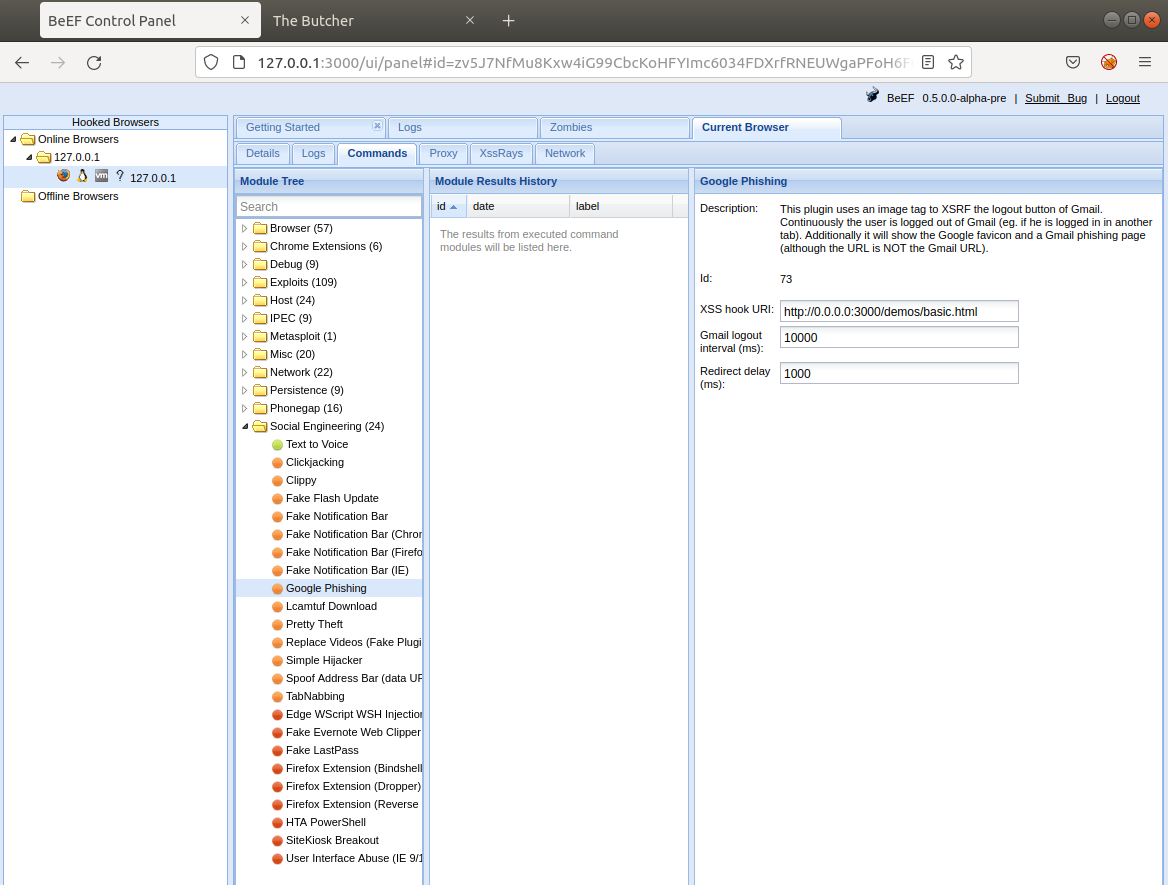 BeEF Control Panel
The Butcher
127.0.0.1:3000/ui/panel#id=zv5J7NfMu8Kxw4iG99CbcKoHFYImc6034FDXrfRNEUWgaPFoH6F
BeEF 0.5.0.0-alpha-pre | Submit Bug | Logout
Hooked Browsers
Online Browsers
127.0.0.1
vm ? 127.0.0.1
Offline Browsers
Getting Started
Logs
Zombies
Current Browser
Details
Logs
Commands
Proxy
XssRays
Network
Module Tree
Search
Browser (57)
Chrome Extensions (6)
Debug (9)
Exploits (109)
Host (24)
IPEC (9)
Metasploit (1)
Misc (20)
Network (22)
Persistence (9)
Phonegap (16)
Social Engineering (24)
Text to Voice
Clickjacking
Clippy
Fake Flash Update
Fake Notification Bar
Fake Notification Bar (Chror
Fake Notification Bar (Firefo
Fake Notification Bar (IE)
Google Phishing
Lcamtuf Download
Pretty Theft
Replace Videos (Fake Plugi
Simple Hijacker
Spoof Address Bar (data UR
TabNabbing
Edge WScript WSH Injection
Fake Evernote Web Clipper
Fake LastPass
Firefox Extension (Bindshell
Firefox Extension (Dropper)
Firefox Extension (Reverse
HTA PowerShell
SiteKiosk Breakout
User Interface Abuse (IE 9/1
Module Results History
id
date
label
The results from executed command
modules will be listed here.
Google Phishing
Description:
This plugin uses an image tag to XSRF the logout button of Gmail.
Continuously the user is logged out of Gmail (eg. if he is logged in in another
tab). Additionally it will show the Google favicon and a Gmail phishing page
(although the URL is NOT the Gmail URL).
Id:
73
XSS hook URI:
http://0.0.0.0:3000/demos/basic.html
Gmail logout
interval (ms):
10000
Redirect delay
(ms):
1000